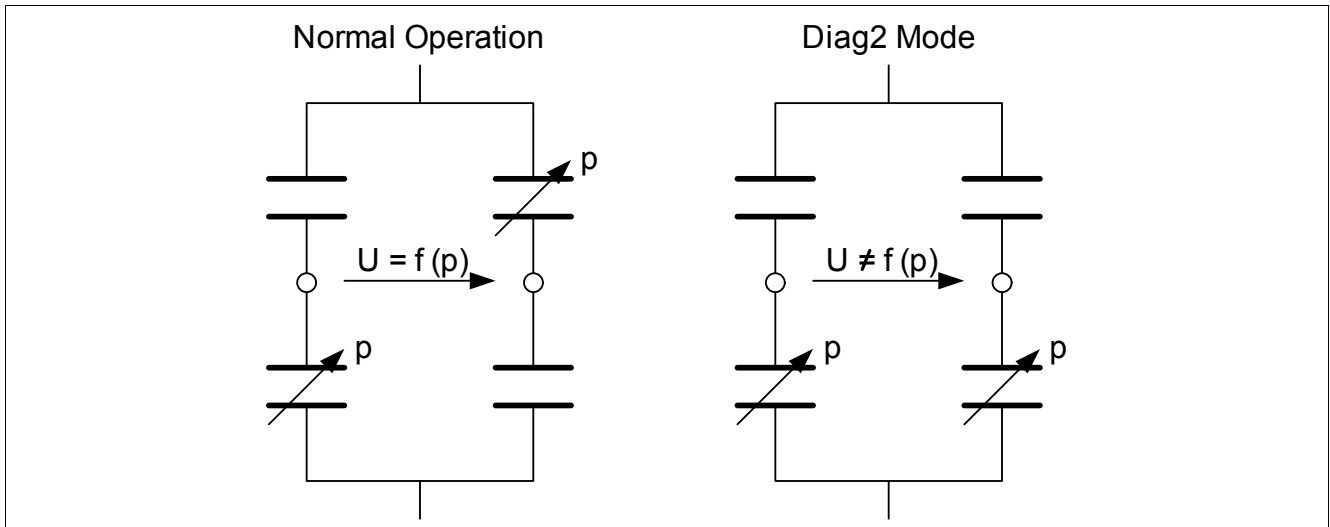 Normal Operation
Diag2 Mode
p
U = f (p)
U ≠ f (p)
p
p
p